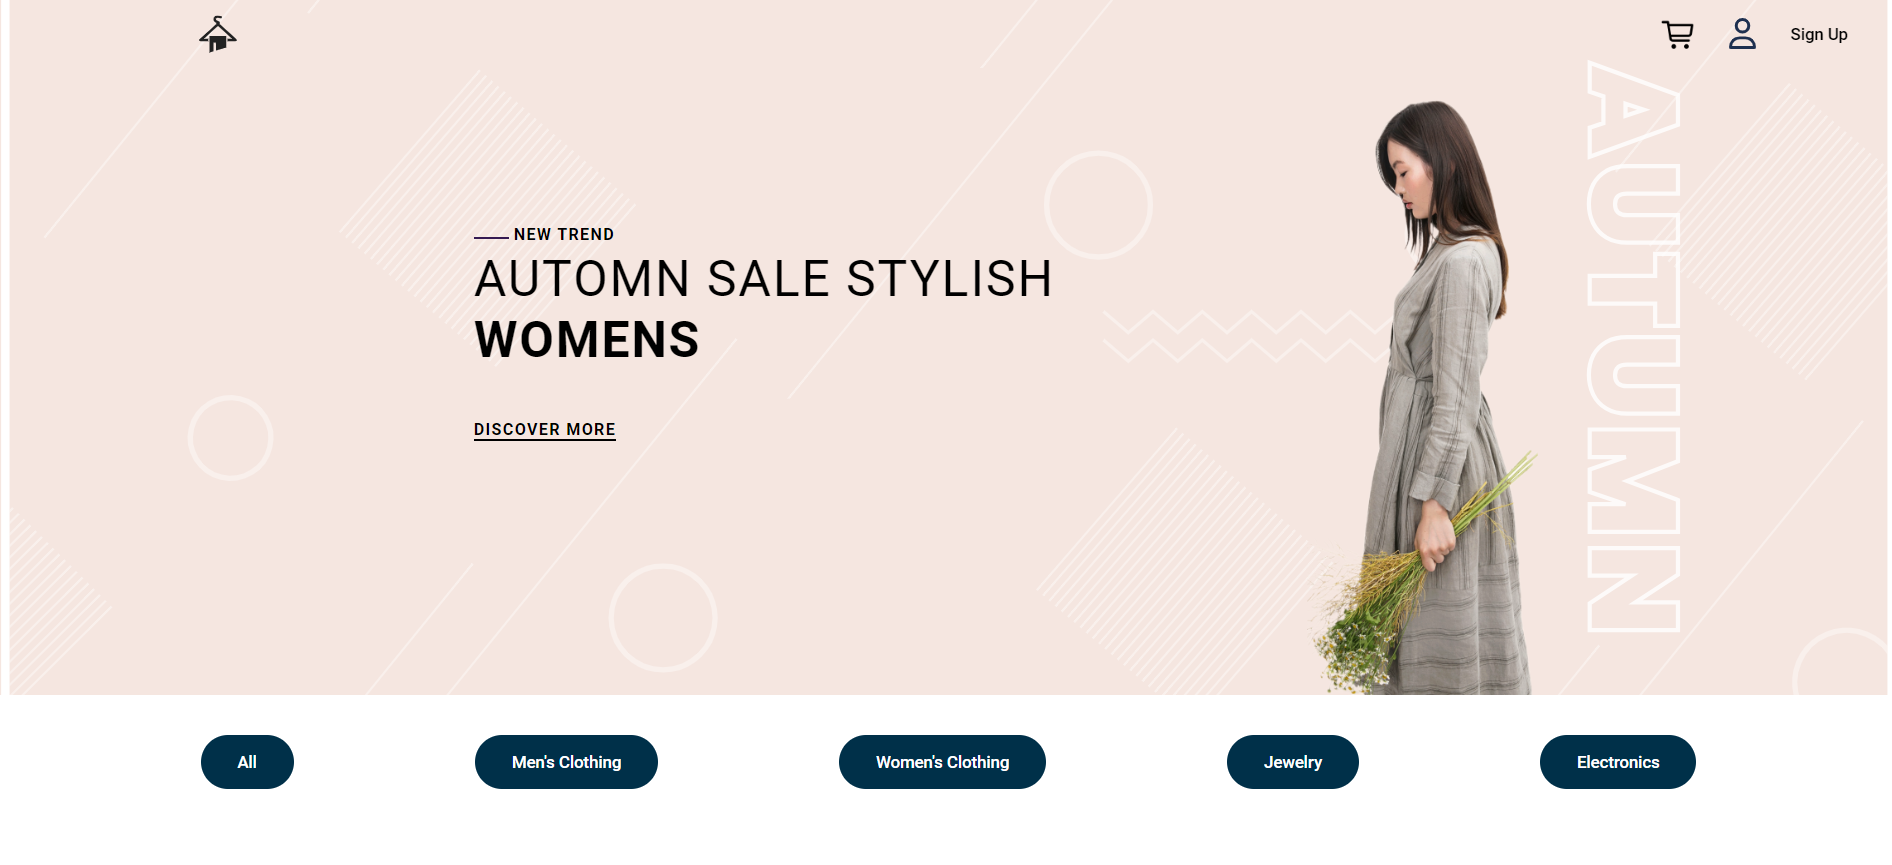 Sign Up
NEW TREND
AUTOMN SALE STYLISH
WOMENS
DISCOVER MORE
AUTUMN
All
Men's Clothing
Women's Clothing
Jewelry
Electronics